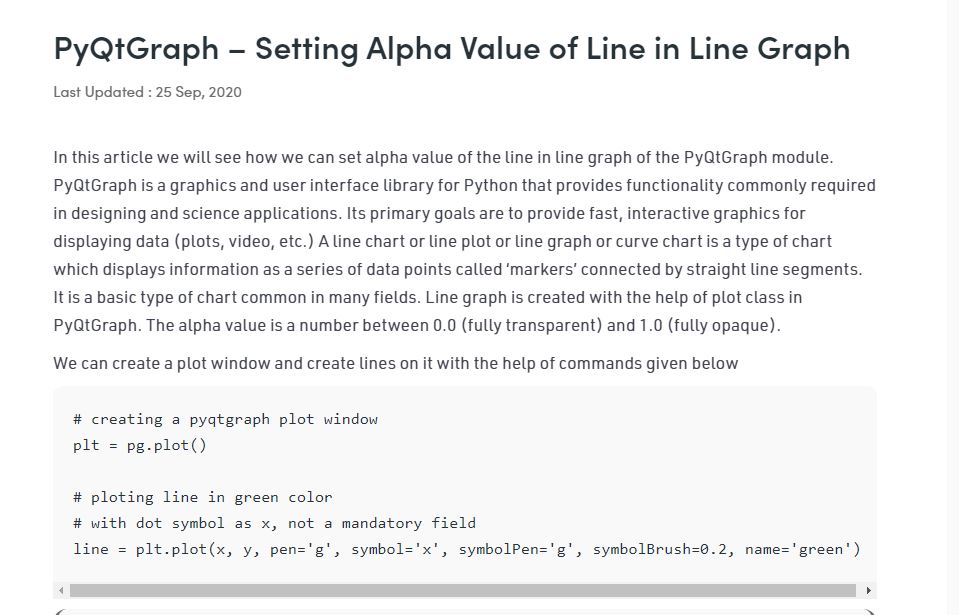 PyQtGraph – Setting Alpha Value of Line in Line Graph
Last Updated : 25 Sep, 2020
In this article we will see how we can set alpha value of the line in line graph of the PyQtGraph module.
PyQtGraph is a graphics and user interface library for Python that provides functionality commonly required
in designing and science applications. Its primary goals are to provide fast, interactive graphics for
displaying data (plots, video, etc.) A line chart or line plot or line graph or curve chart is a type of chart
which displays information as a series of data points called ‘markers’ connected by straight line segments.
It is a basic type of chart common in many fields. Line graph is created with the help of plot class in
PyQtGraph. The alpha value is a number between 0.0 (fully transparent) and 1.0 (fully opaque).
We can create a plot window and create lines on it with the help of commands given below
# creating a pyqtgraph plot window
plt = pg.plot()
# ploting line in green color
# with dot symbol as x, not a mandatory field
line = plt.plot(x, y, pen='g', symbol='x', symbolPen='g', symbolBrush=0.2, name='green')